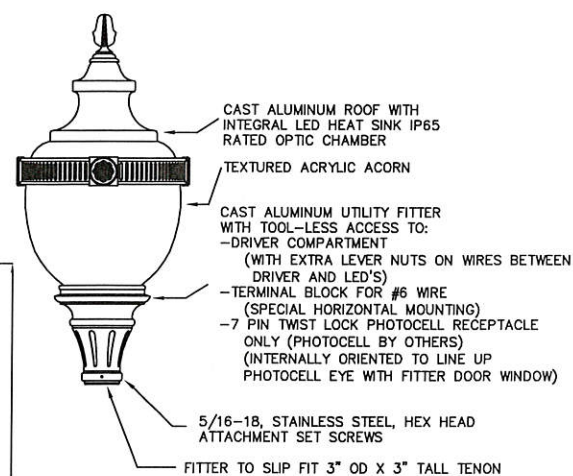 CAST ALUMINUM ROOF WITH
INTEGRAL LED HEAT SINK IP65
RATED OPTIC CHAMBER
TEXTURED ACRYLIC ACORN
CAST ALUMINUM UTILITY FITTER
WITH TOOL-LESS ACCESS TO:
-DRIVER COMPARTMENT
(WITH EXTRA LEVER NUTS ON WIRES BETWEEN
DRIVER AND LED'S)
-TERMINAL BLOCK FOR #6 WIRE
(SPECIAL HORIZONTAL MOUNTING)
-7 PIN TWIST LOCK PHOTOCELL RECEPTACLE
ONLY (PHOTOCELL BY OTHERS)
(INTERNALLY ORIENTED TO LINE UP
PHOTOCELL EYE WITH FITTER DOOR WINDOW)
5/16-18, STAINLESS STEEL, HEX HEAD
ATTACHMENT SET SCREWS
FITTER TO SLIP FIT 3" OD X 3" TALL TENON